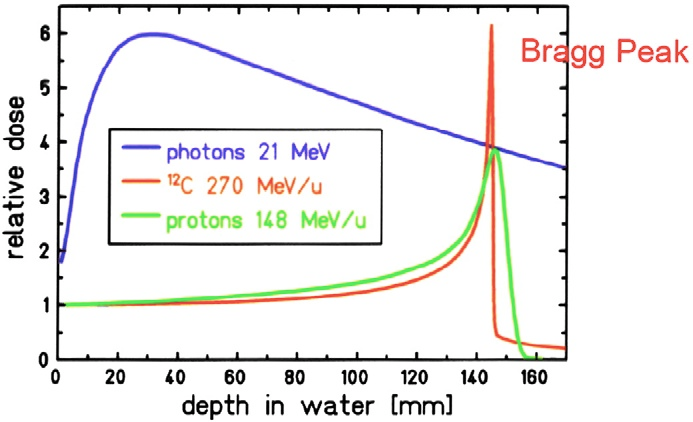 6
Bragg Peak
5
4
3
2
1
0
relative dose
photons 21 MeV
¹²C 270 MeV/u
protons 148 MeV/u
0 20 40 60 80 100 120 140 160
depth in water [mm]